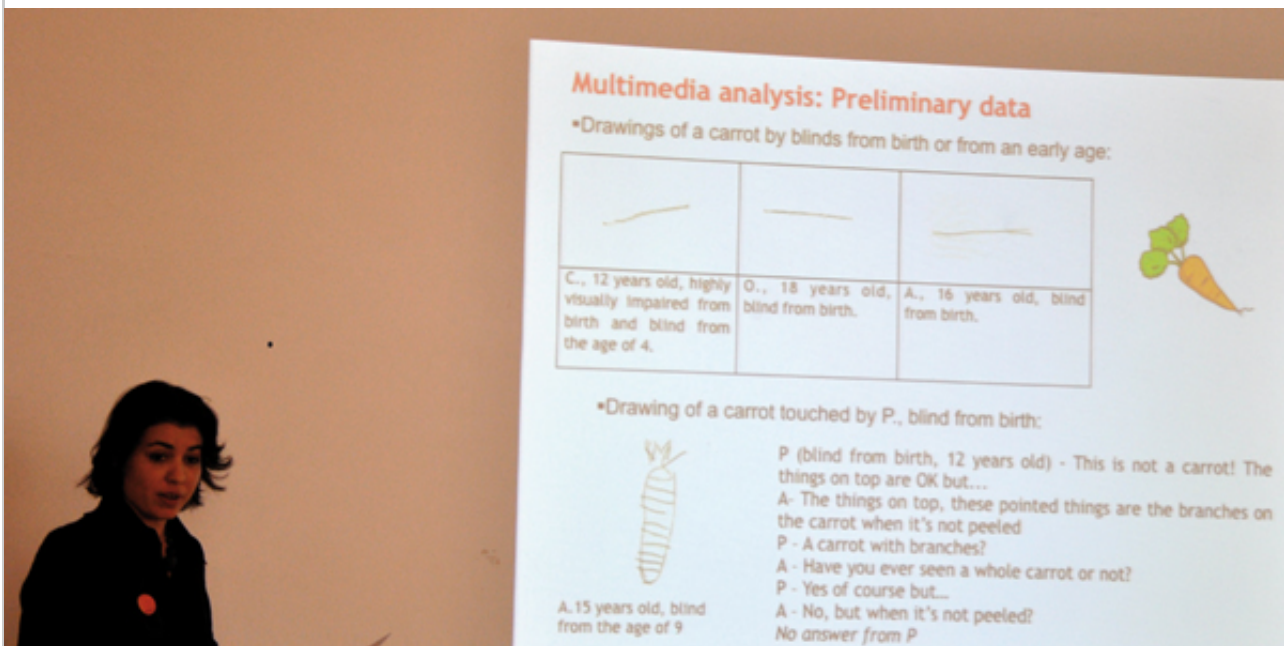 Multimedia analysis: Preliminary data
•Drawings of a carrot by blinds from birth or from an early age:
C., 12 years old, highly
visually impaired from
birth and blind from
the age of 4.
O., 18 years old,
blind from birth.
A., 16 years old, blind
from birth.
•Drawing of a carrot touched by P., blind from birth:
A.15 years old, blind
from the age of 9
P (blind from birth, 12 years old) - This is not a carrot! The
things on top are OK but...
A- The things on top, these pointed things are the branches on
the carrot when it's not peeled
P - A carrot with branches?
A - Have you ever seen a whole carrot or not?
P - Yes of course but...
A - No, but when it's not peeled?
No answer from P